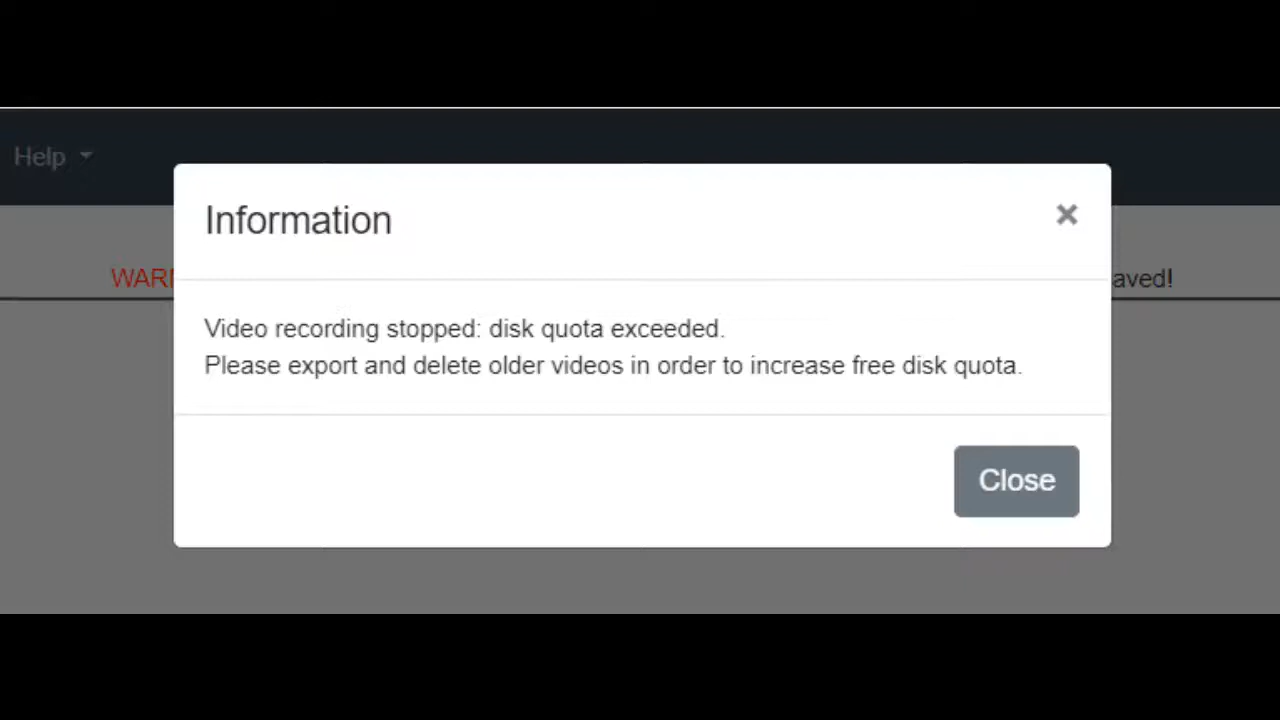 Help
Information
×
aved!
Video recording stopped: disk quota exceeded.
Please export and delete older videos in order to increase free disk quota.
Close